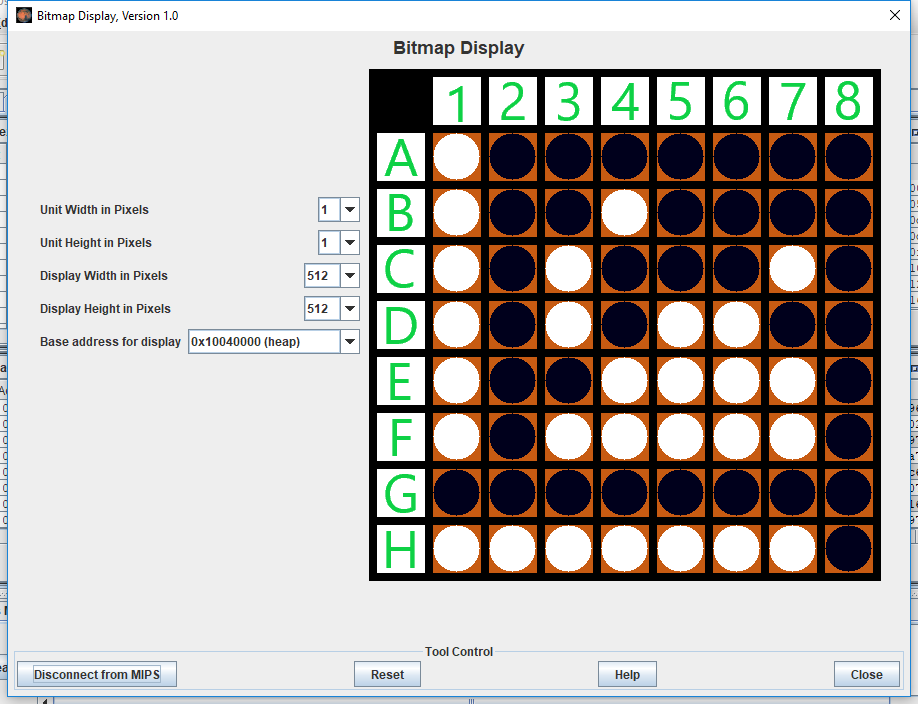 Bitmap Display, Version 1.0
Bitmap Display
1 2 3 4 5 6 7 8
A
B
C
D
E
F
G
H
Unit Width in Pixels 1
Unit Height in Pixels 1
Display Width in Pixels 512
Display Height in Pixels 512
Base address for display 0x10040000 (heap)
Tool Control
Disconnect from MIPS Reset Help Close